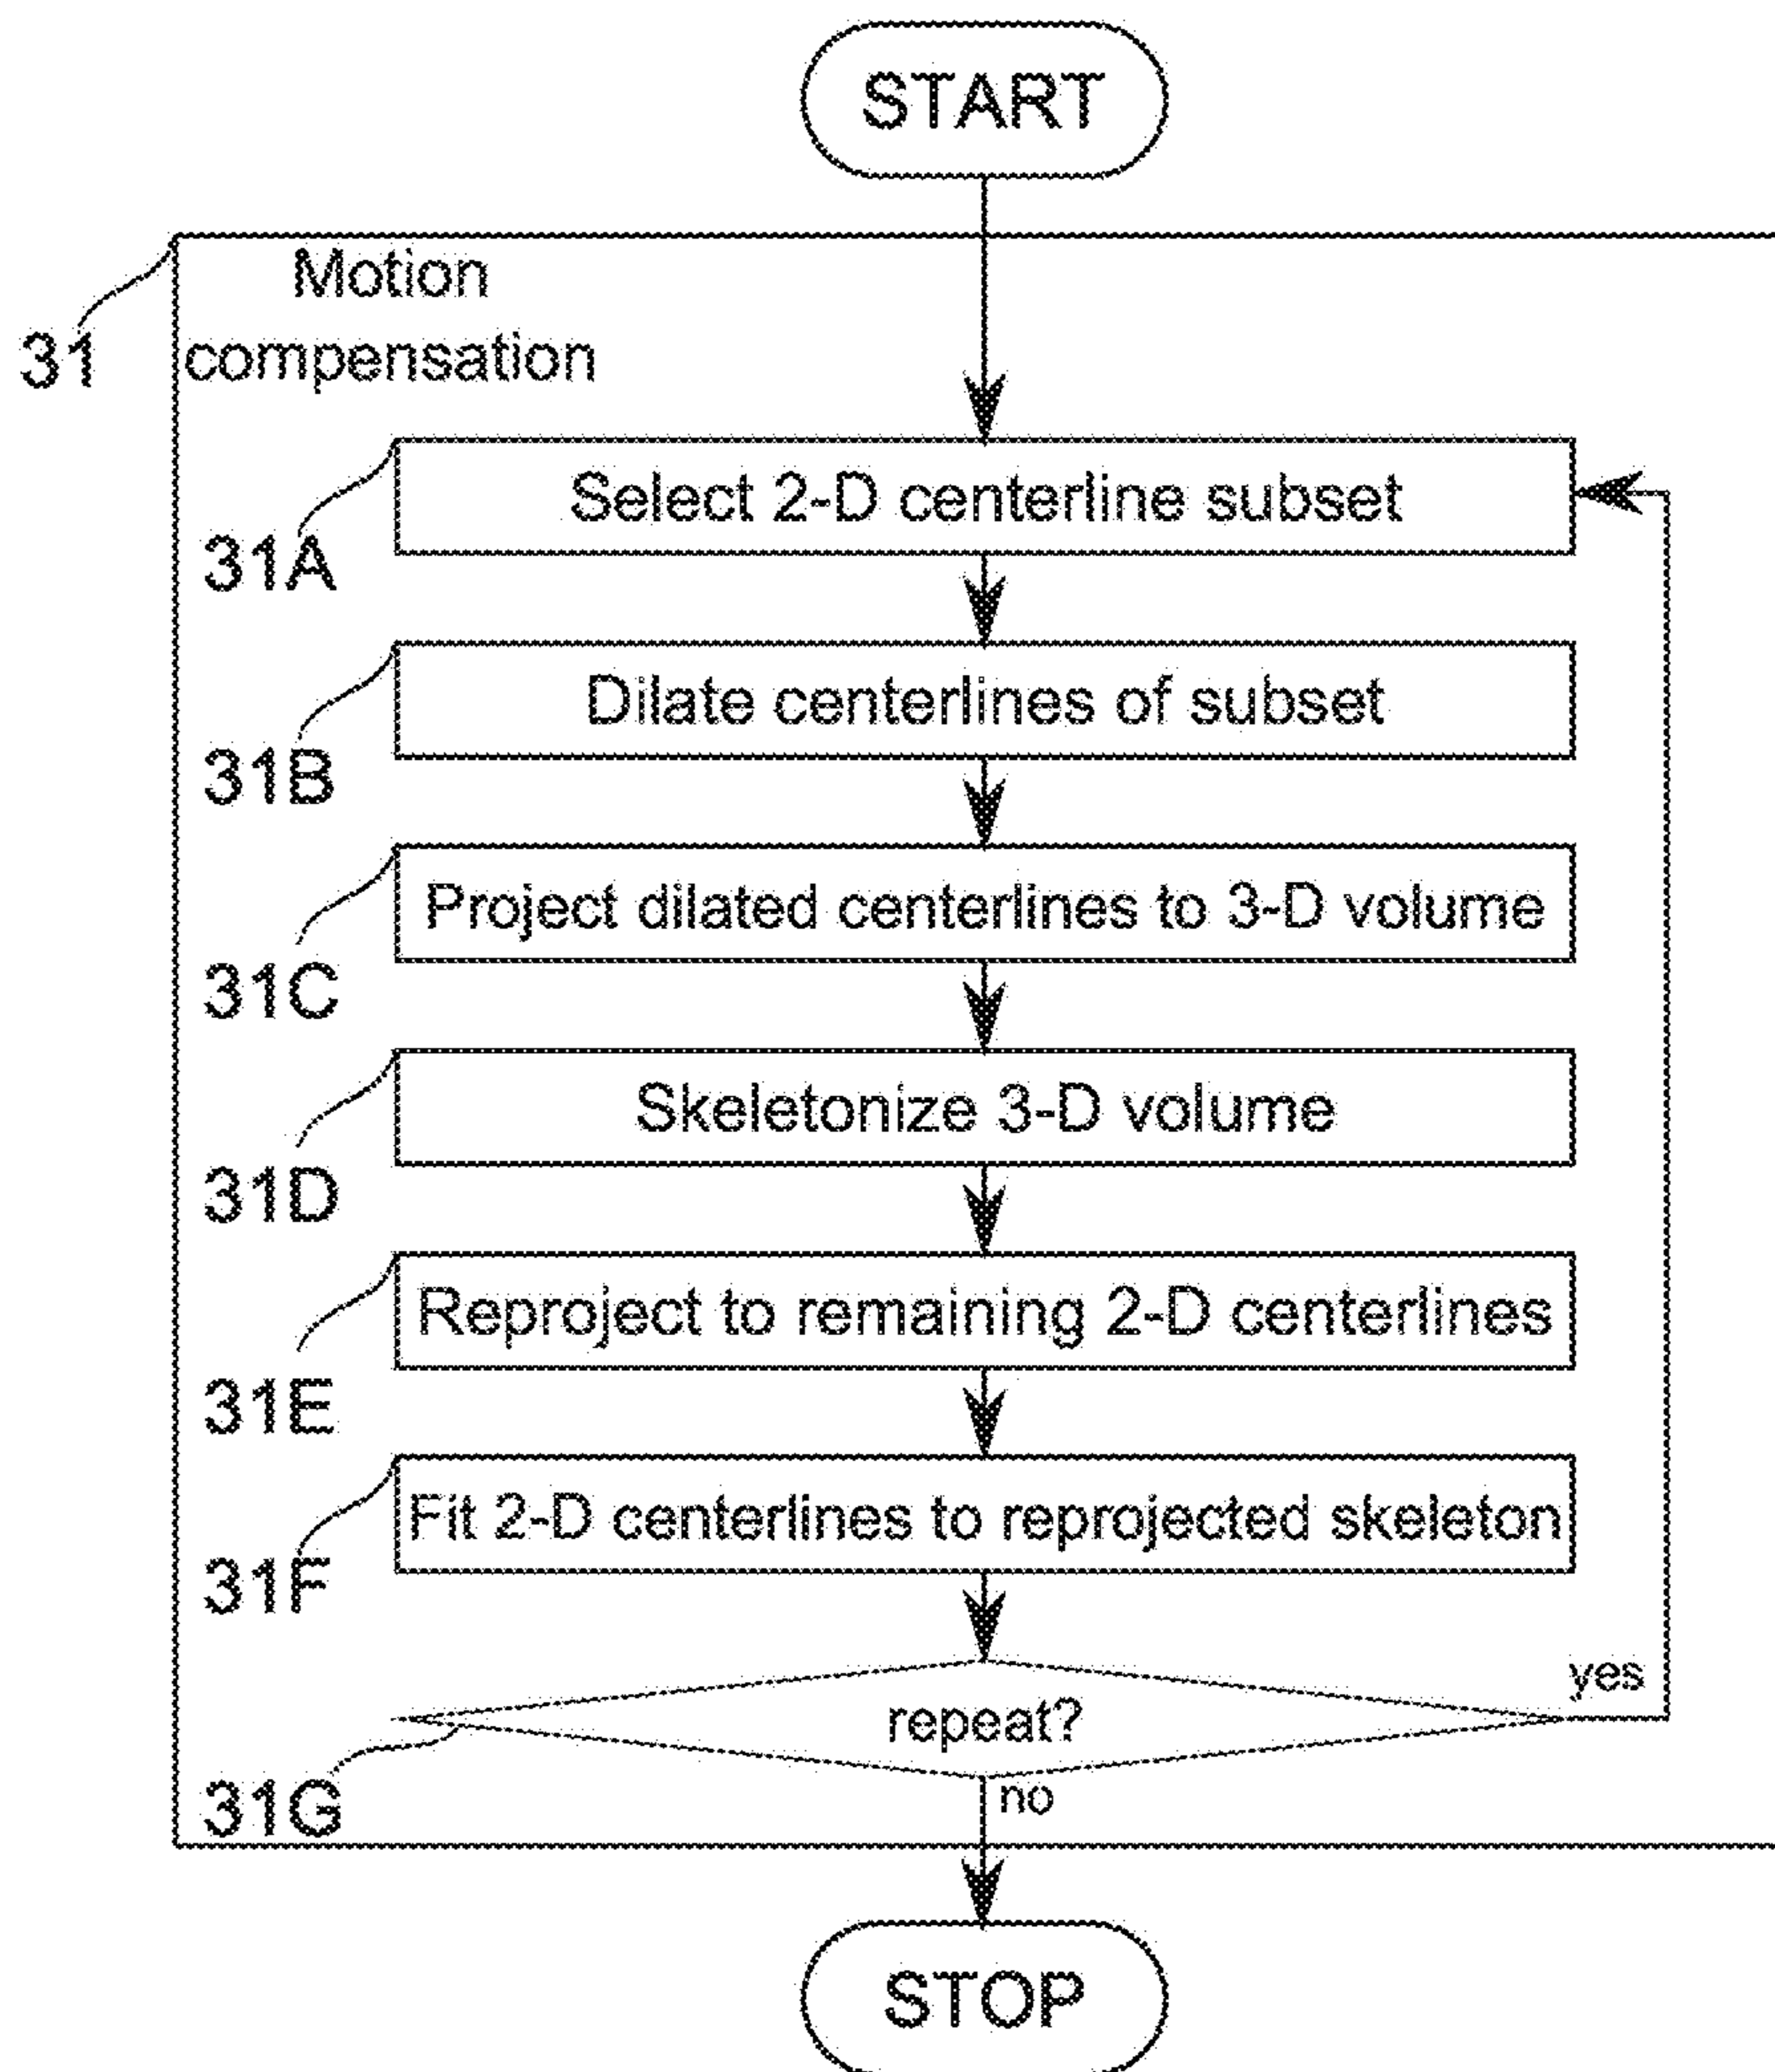 START
Motion
compensation
31
Select 2-D centerline subset
31A
Dilate centerlines of subset
31B
Project dilated centerlines to 3-D volume
31C
Skeletonize 3-D volume
31D
Reproject to remaining 2-D centerlines
31E
Fit 2-D centerlines to reprojected skeleton
31F
yes
repeat?
31G
no
STOP